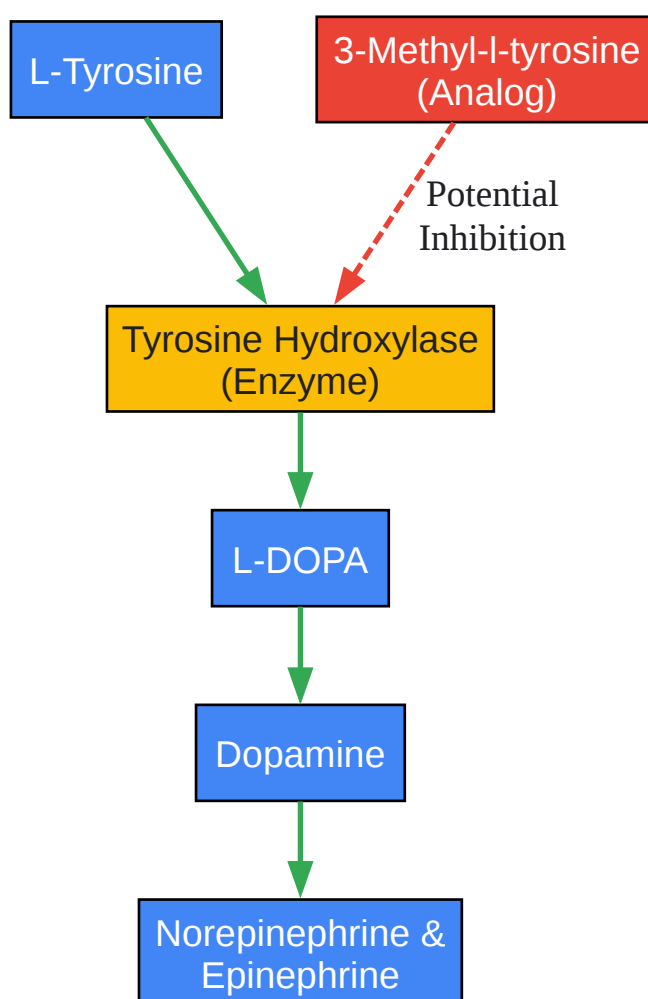 L-Tyrosine
3-Methyl-l-tyrosine
(Analog)
Potential
Inhibition
Tyrosine Hydroxylase
(Enzyme)
L-DOPA
Dopamine
Norepinephrine &
Epinephrine